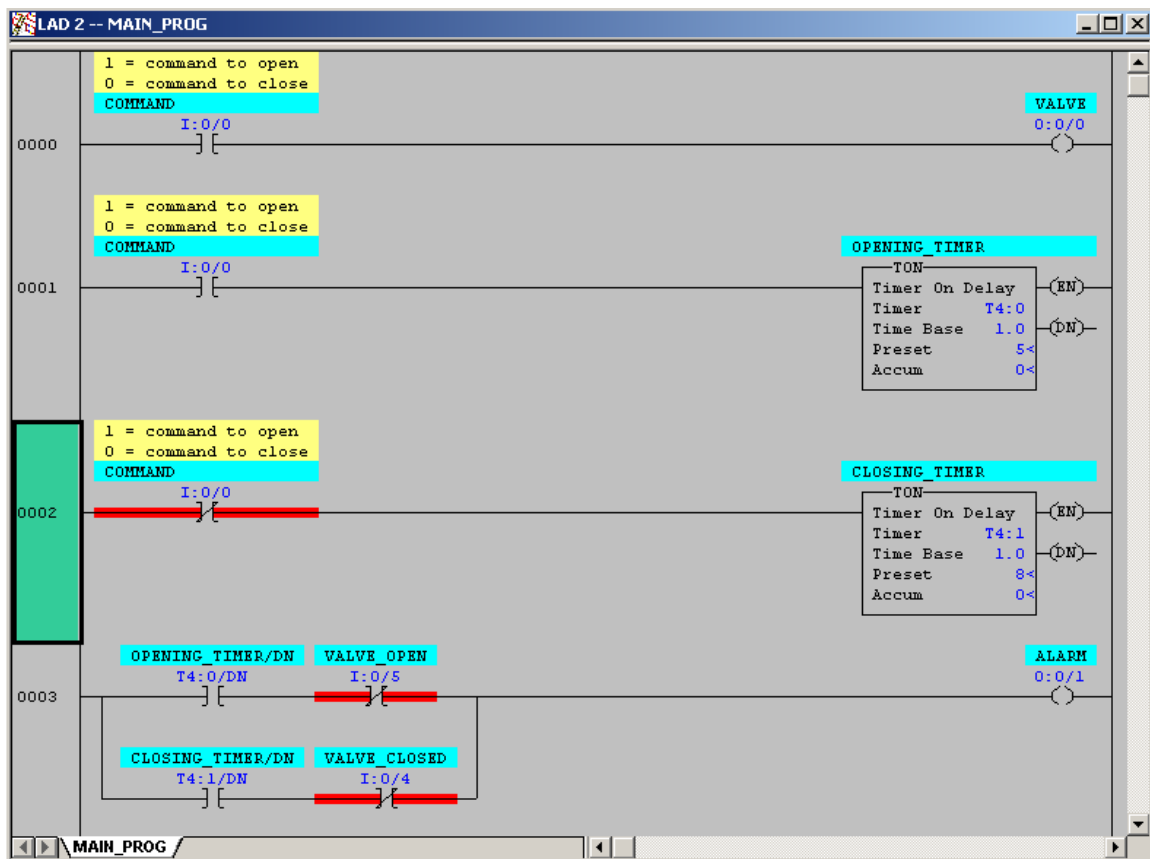 LAD 2 -- MAIN_PROG
1 = command to open
0 = command to close
COMMAND
I:0/0
VALVE
O:0/0
0000
1 = command to open
0 = command to close
COMMAND
I:0/0
0001
OPENING_TIMER
TON
Timer On Delay
Timer T4:0
Time Base 1.0
Preset 5<
Accum 0<
(EN)
(DN)
1 = command to open
0 = command to close
COMMAND
I:0/0
0002
CLOSING_TIMER
TON
Timer On Delay
Timer T4:1
Time Base 1.0
Preset 8<
Accum 0<
(EN)
(DN)
OPENING_TIMER/DN VALVE_OPEN
T4:0/DN I:0/5
ALARM
O:0/1
0003
CLOSING_TIMER/DN VALVE_CLOSED
T4:1/DN I:0/4
MAIN_PROG